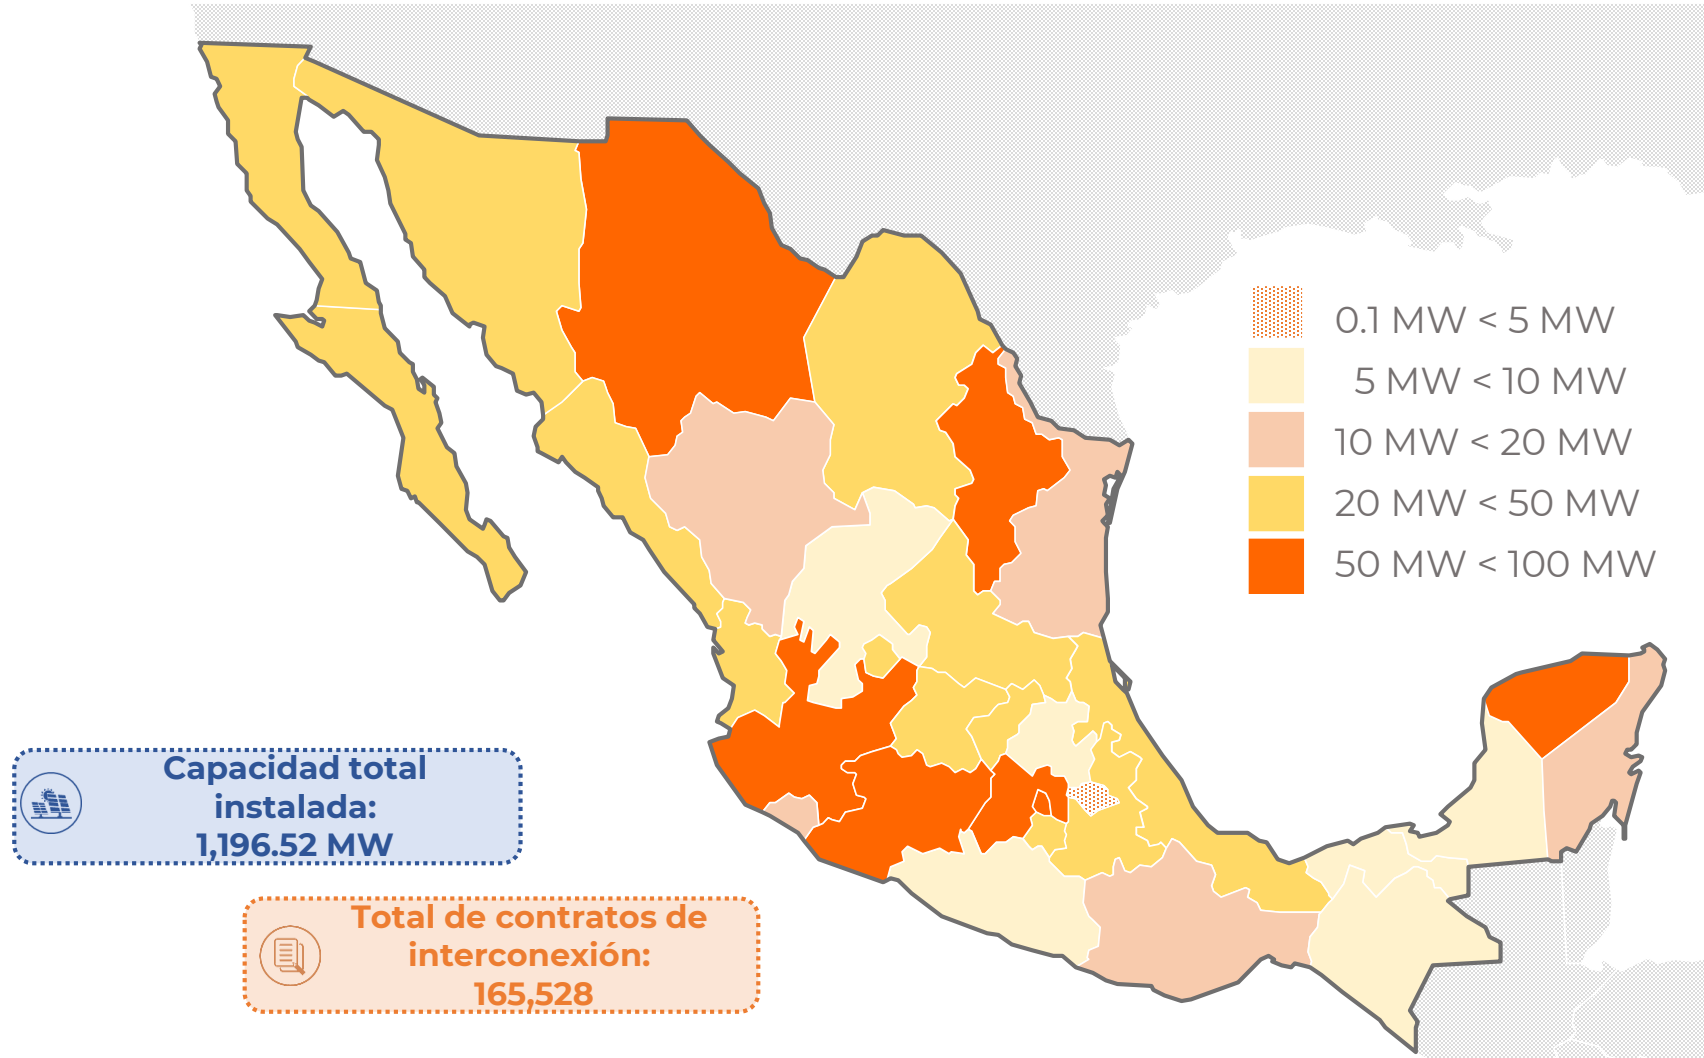 0.1 MW < 5 MW
5 MW < 10 MW
10 MW < 20 MW
20 MW < 50 MW
50 MW < 100 MW
Capacidad total
instalada:
1,196.52 MW
Total de contratos de
interconexión:
165,528